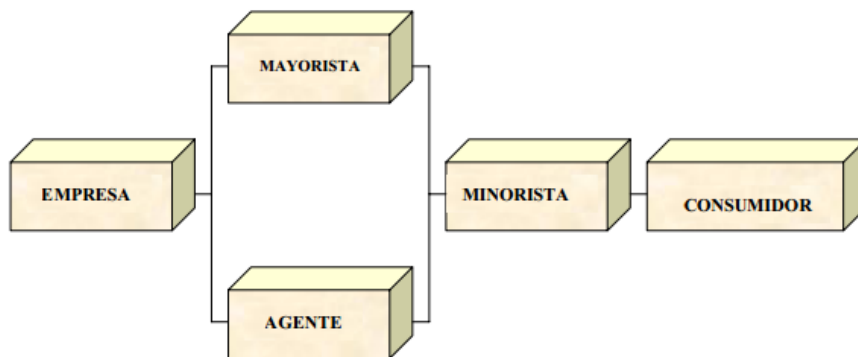 MAYORISTA
EMPRESA
MINORISTA
CONSUMIDOR
AGENTE